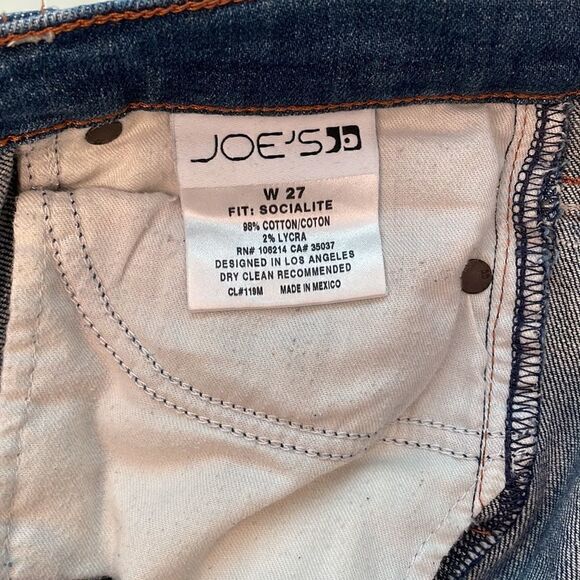 JOE'S
W 27
FIT: SOCIALITE
98% COTTON/COTON
2% LYCRA
RN# 106214 CA# 35037
DESIGNED IN LOS ANGELES
DRY CLEAN RECOMMENDED
CL#119M MADE IN MEXICO